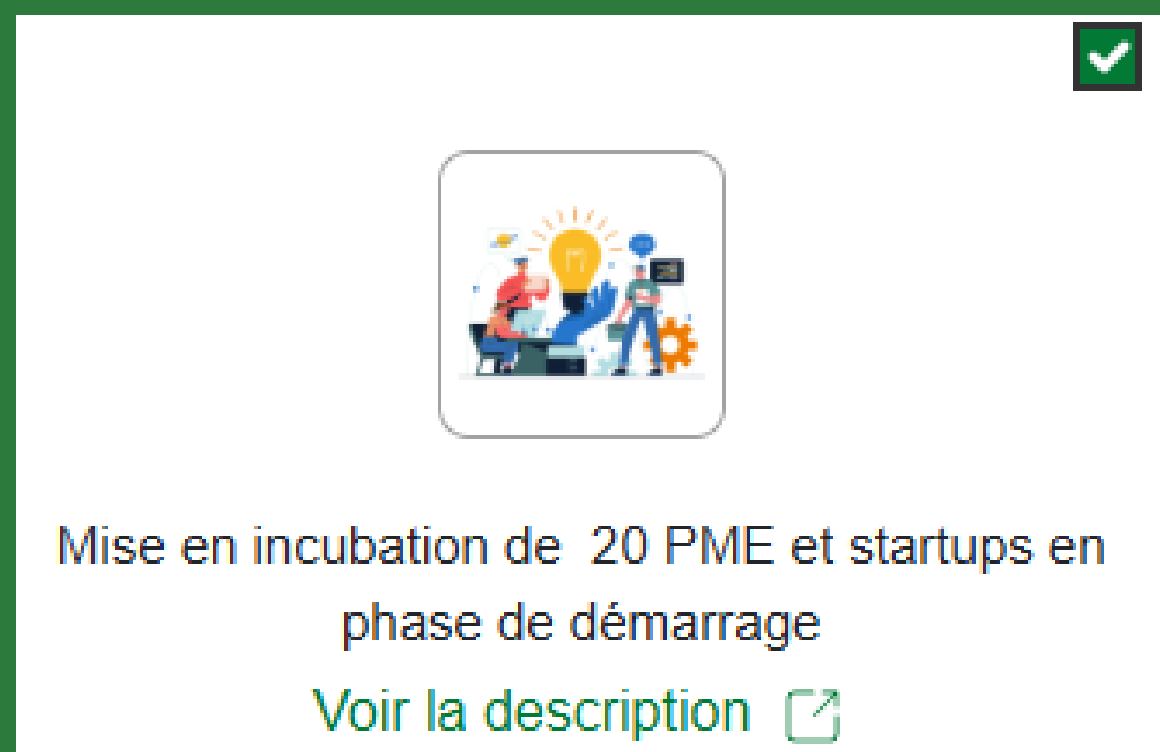 Mise en incubation de  20 PME et startups en
phase de démarrage
Voir la description